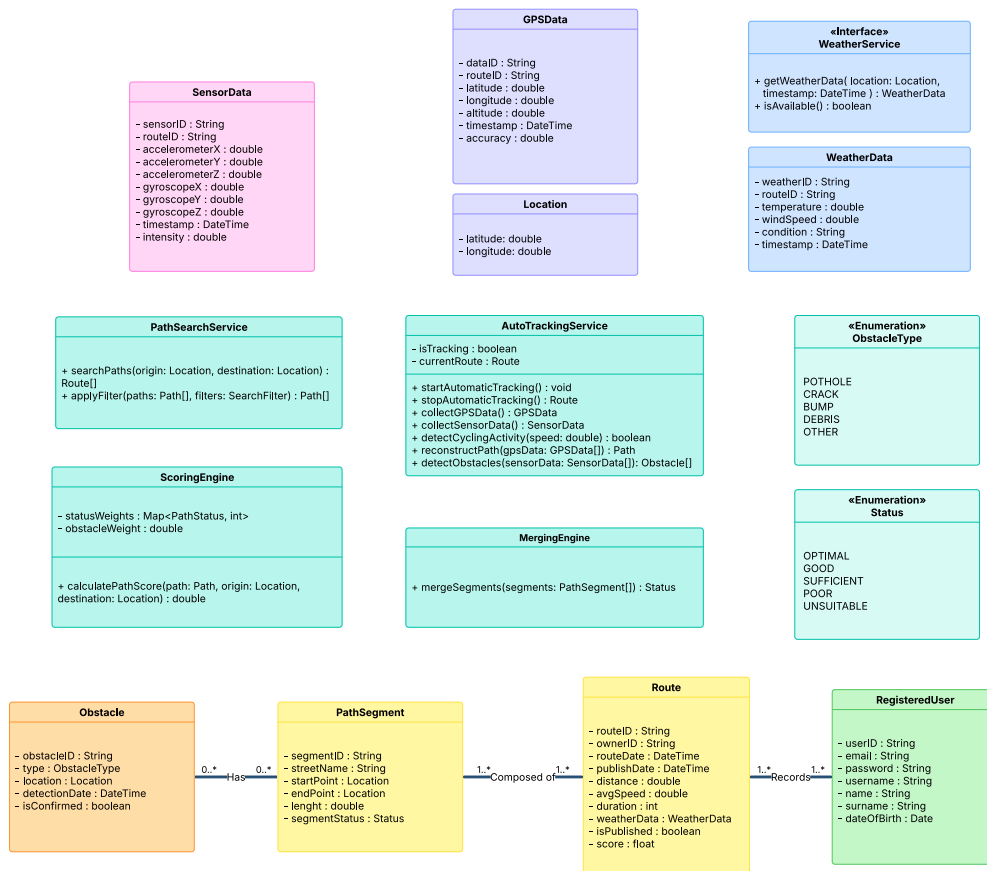 SensorData
- sensorID : String
- routeID : String
- accelerometerX : double
- accelerometerY : double
- accelerometerZ : double
- gyroscopeX : double
- gyroscopeY : double
- gyroscopeZ : double
- timestamp : DateTime
- intensity : double
GPSData
- dataID : String
- routeID : String
- latitude : double
- longitude : double
- altitude : double
- timestamp : DateTime
- accuracy : double
Location
- latitude: double
- longitude: double
«Interface»
WeatherService
+ getWeatherData( location: Location,
timestamp: DateTime ) : WeatherData
+ isAvailable() : boolean
WeatherData
- weatherID : String
- routeID : String
- temperature : double
- windSpeed : double
- condition : String
- timestamp : DateTime
PathSearchService
+ searchPaths(origin: Location, destination: Location) :
Route[]
+ applyFilter(paths: Path[], filters: SearchFilter) : Path[]
AutoTrackingService
- isTracking : boolean
- currentRoute : Route
+ startAutomaticTracking() : void
+ stopAutomaticTracking() : Route
+ collectGPSData() : GPSData
+ collectSensorData() : SensorData
+ detectCyclingActivity(speed: double) : boolean
+ reconstructPath(gpsData: GPSData[]) : Path
+ detectObstacles(sensorData: SensorData[]): Obstacle[]
«Enumeration»
ObstacleType
POTHOLE
CRACK
BUMP
DEBRIS
OTHER
ScoringEngine
- statusWeights : Map<PathStatus, int>
- obstacleWeight : double
+ calculatePathScore(path: Path, origin: Location,
destination: Location) : double
MergingEngine
+ mergeSegments(segments: PathSegment[]) : Status
«Enumeration»
Status
OPTIMAL
GOOD
SUFFICIENT
POOR
UNSUITABLE
Obstacle
- obstacleID : String
- type : ObstacleType
- location : Location
- detectionDate : DateTime
- isConfirmed : boolean
0..* Has 0..*
PathSegment
- segmentID : String
- streetName : String
- startPoint : Location
- endPoint : Location
- lenght : double
- segmentStatus : Status
1..* Composed of 1..*
Route
- routeID : String
- ownerID : String
- routeDate : DateTime
- publishDate : DateTime
- distance : double
- avgSpeed : double
- duration : int
- weatherData : WeatherData
- isPublished : boolean
- score : float
1..* Records 1..*
RegisteredUser
- userID : String
- email : String
- password : String
- username : String
- name : String
- surname : String
- dateOfBirth : Date